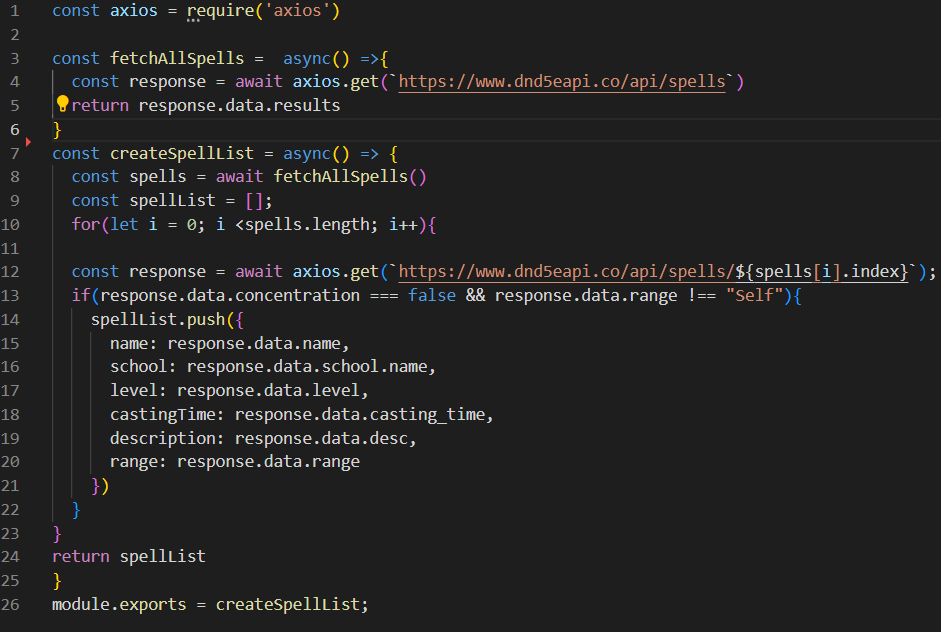 1 const axios = require('axios')
2
3 const fetchAllSpells =  async() =>{
4   const response = await axios.get(`https://www.dnd5eapi.co/api/spells`)
5   return response.data.results
6 }
7 const createSpellList = async() => {
8   const spells = await fetchAllSpells()
9   const spellList = [];
10   for(let i = 0; i <spells.length; i++){
11
12   const response = await axios.get(`https://www.dnd5eapi.co/api/spells/${spells[i].index}`);
13   if(response.data.concentration === false && response.data.range !== "Self"){
14     spellList.push({
15       name: response.data.name,
16       school: response.data.school.name,
17       level: response.data.level,
18       castingTime: response.data.casting_time,
19       description: response.data.desc,
20       range: response.data.range
21     })
22   }
23 }
24 return spellList
25 }
26 module.exports = createSpellList;